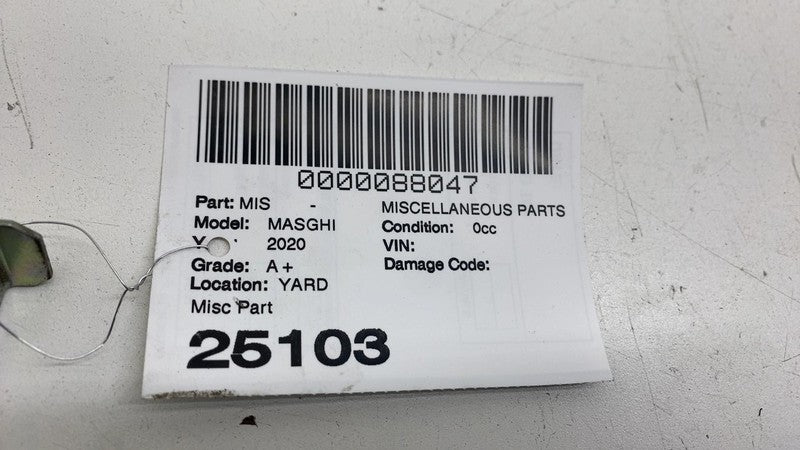 0000088047
Part: MIS - MISCELLANEOUS PARTS
Model: MASGHI Condition: 0cc
2020 VIN:
Grade: A+ Damage Code:
Location: YARD
Misc Part
25103